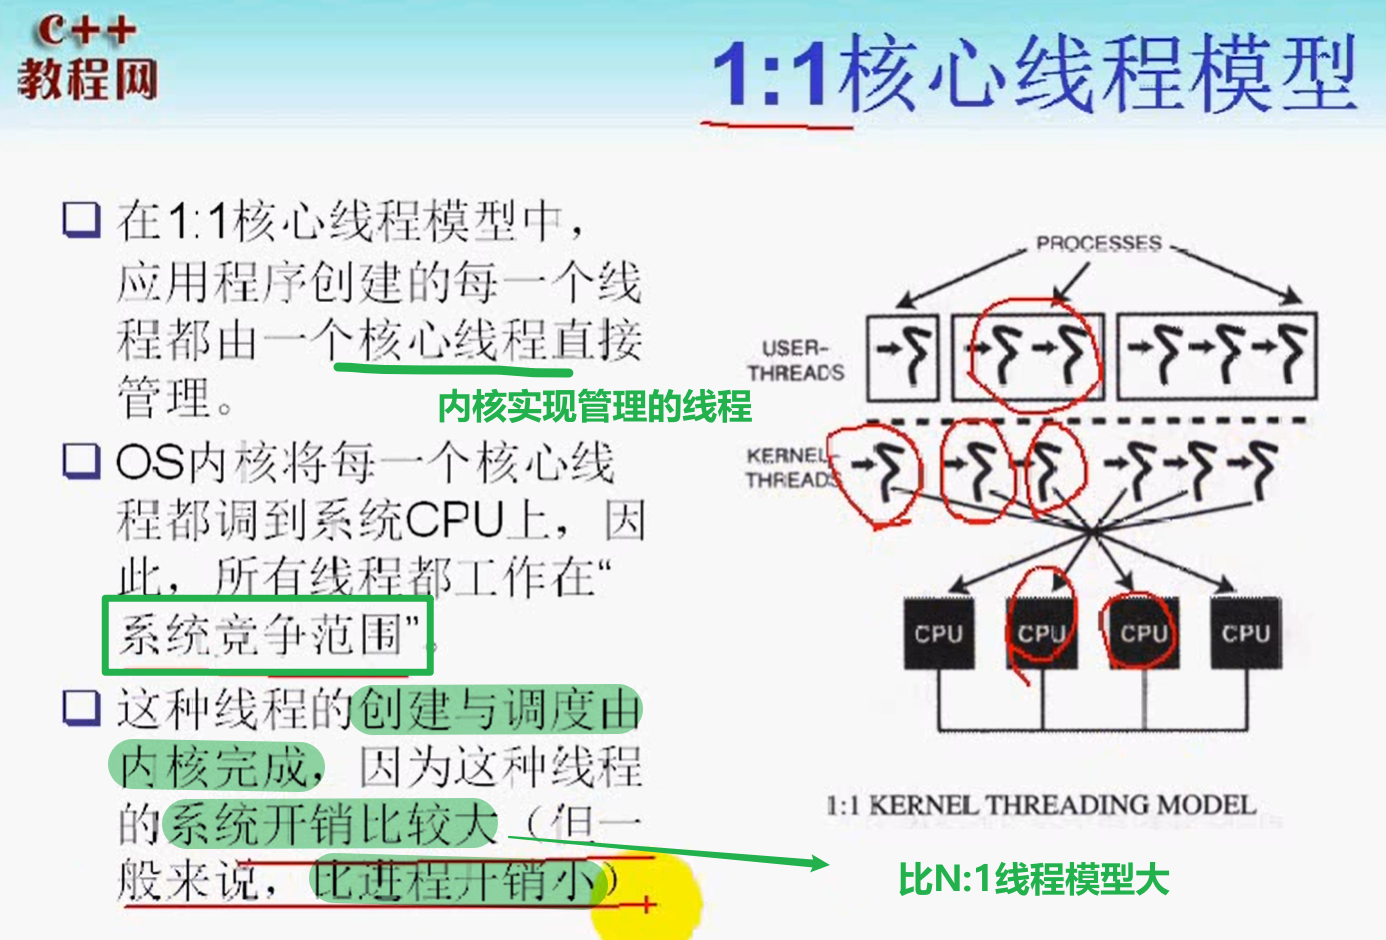 c++
教程网
1:1核心线程模型
在1:1核心线程模型中，
应用程序创建的每一个线
程都由一个核心线程直接
管理。
内核实现管理的线程
OS内核将每一个核心线
程都调到系统CPU上，因
此，所有线程都工作在“
系统竞争范围”。
这种线程的创建与调度由
内核完成，因为这种线程
的系统开销比较大（但一
般来说，比进程开销小）
比N:1线程模型大
PROCESSES
USER-
THREADS
KERNEL-
THREADS
CPU CPU CPU CPU
1:1 KERNEL THREADING MODEL